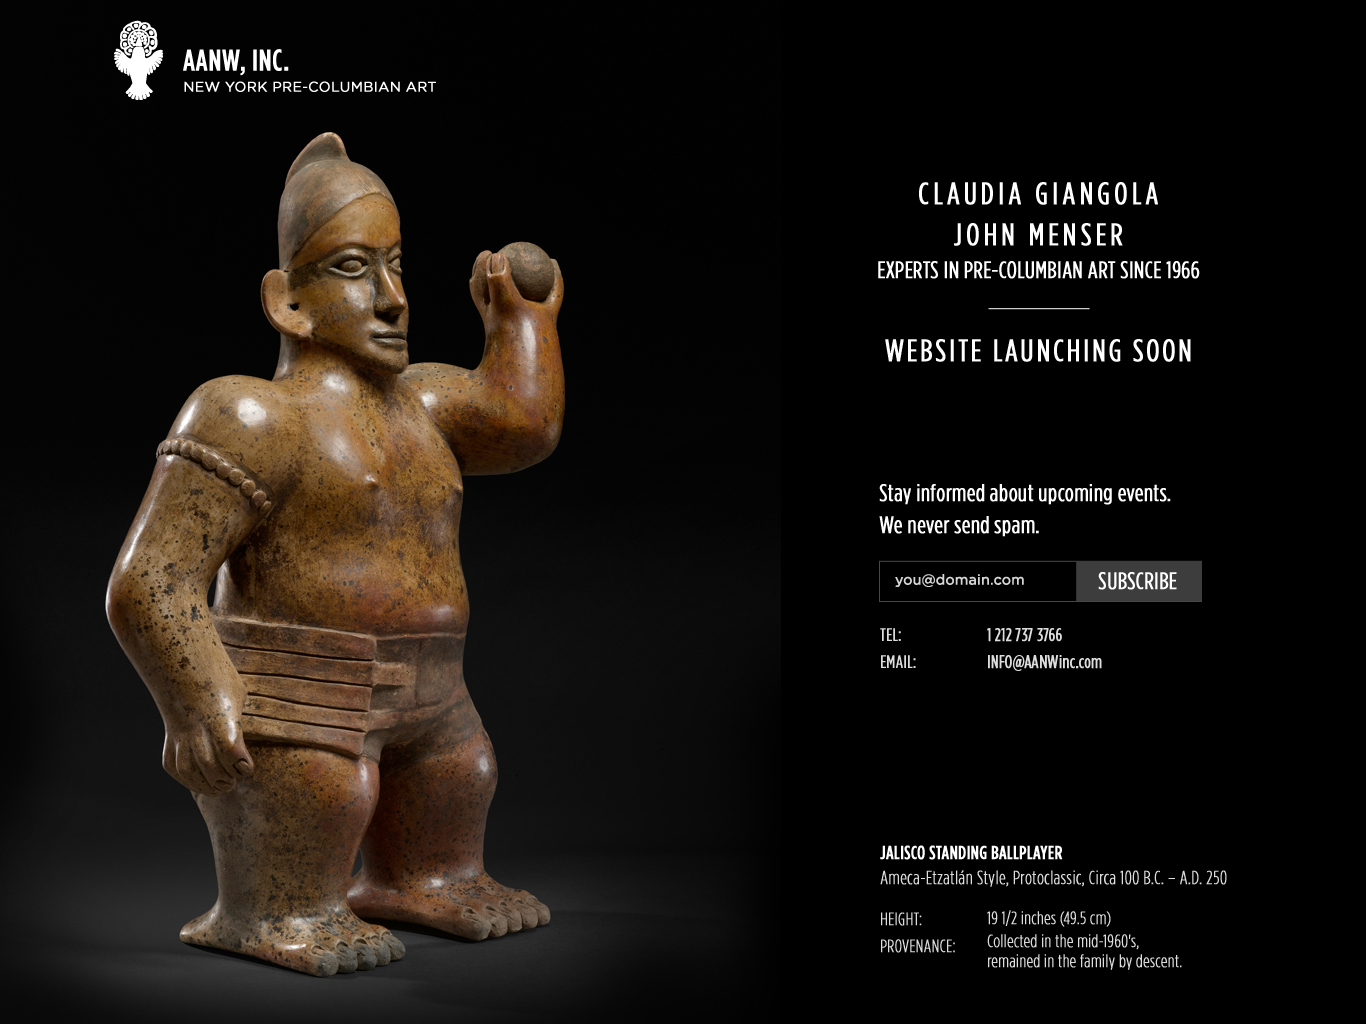 AANW, INC.
NEW YORK PRE-COLUMBIAN ART
CLAUDIA GIANGOLA
JOHN MENSER
EXPERTS IN PRE-COLUMBIAN ART SINCE 1966
WEBSITE LAUNCHING SOON
Stay informed about upcoming events.
We never send spam.
you@domain.com SUBSCRIBE
TEL: 1 212 737 3766
EMAIL: INFO@AANWinc.com
JALISCO STANDING BALLPLAYER
Ameca-Etzatlán Style, Protoclassic, Circa 100 B.C. – A.D. 250
HEIGHT: 19 1/2 inches (49.5 cm)
PROVENANCE: Collected in the mid-1960's,
remained in the family by descent.